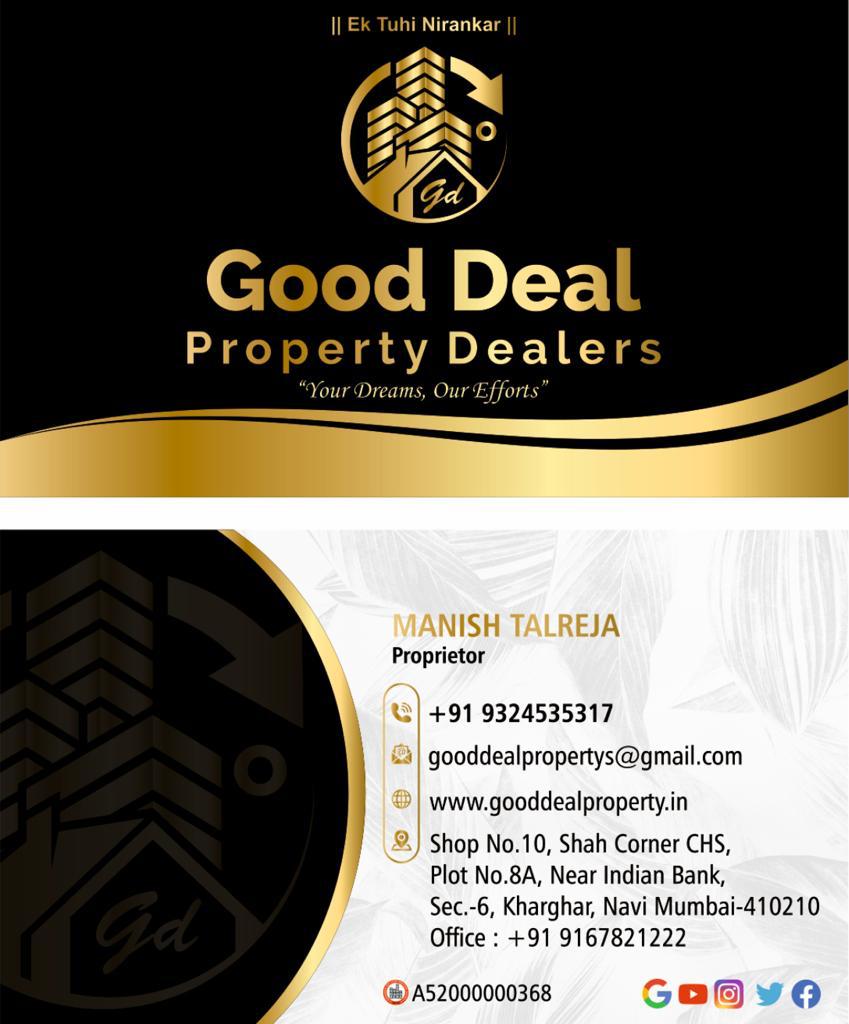 || Ek Tuhi Nirankar ||
gd
Good Deal
Property Dealers
“Your Dreams, Our Efforts”
MANISH TALREJA
Proprietor
+91 9324535317
gooddealpropertys@gmail.com
www.gooddealproperty.in
Shop No.10, Shah Corner CHS,
Plot No.8A, Near Indian Bank,
Sec.-6, Kharghar, Navi Mumbai-410210
Office : +91 9167821222
gd
A52000000368